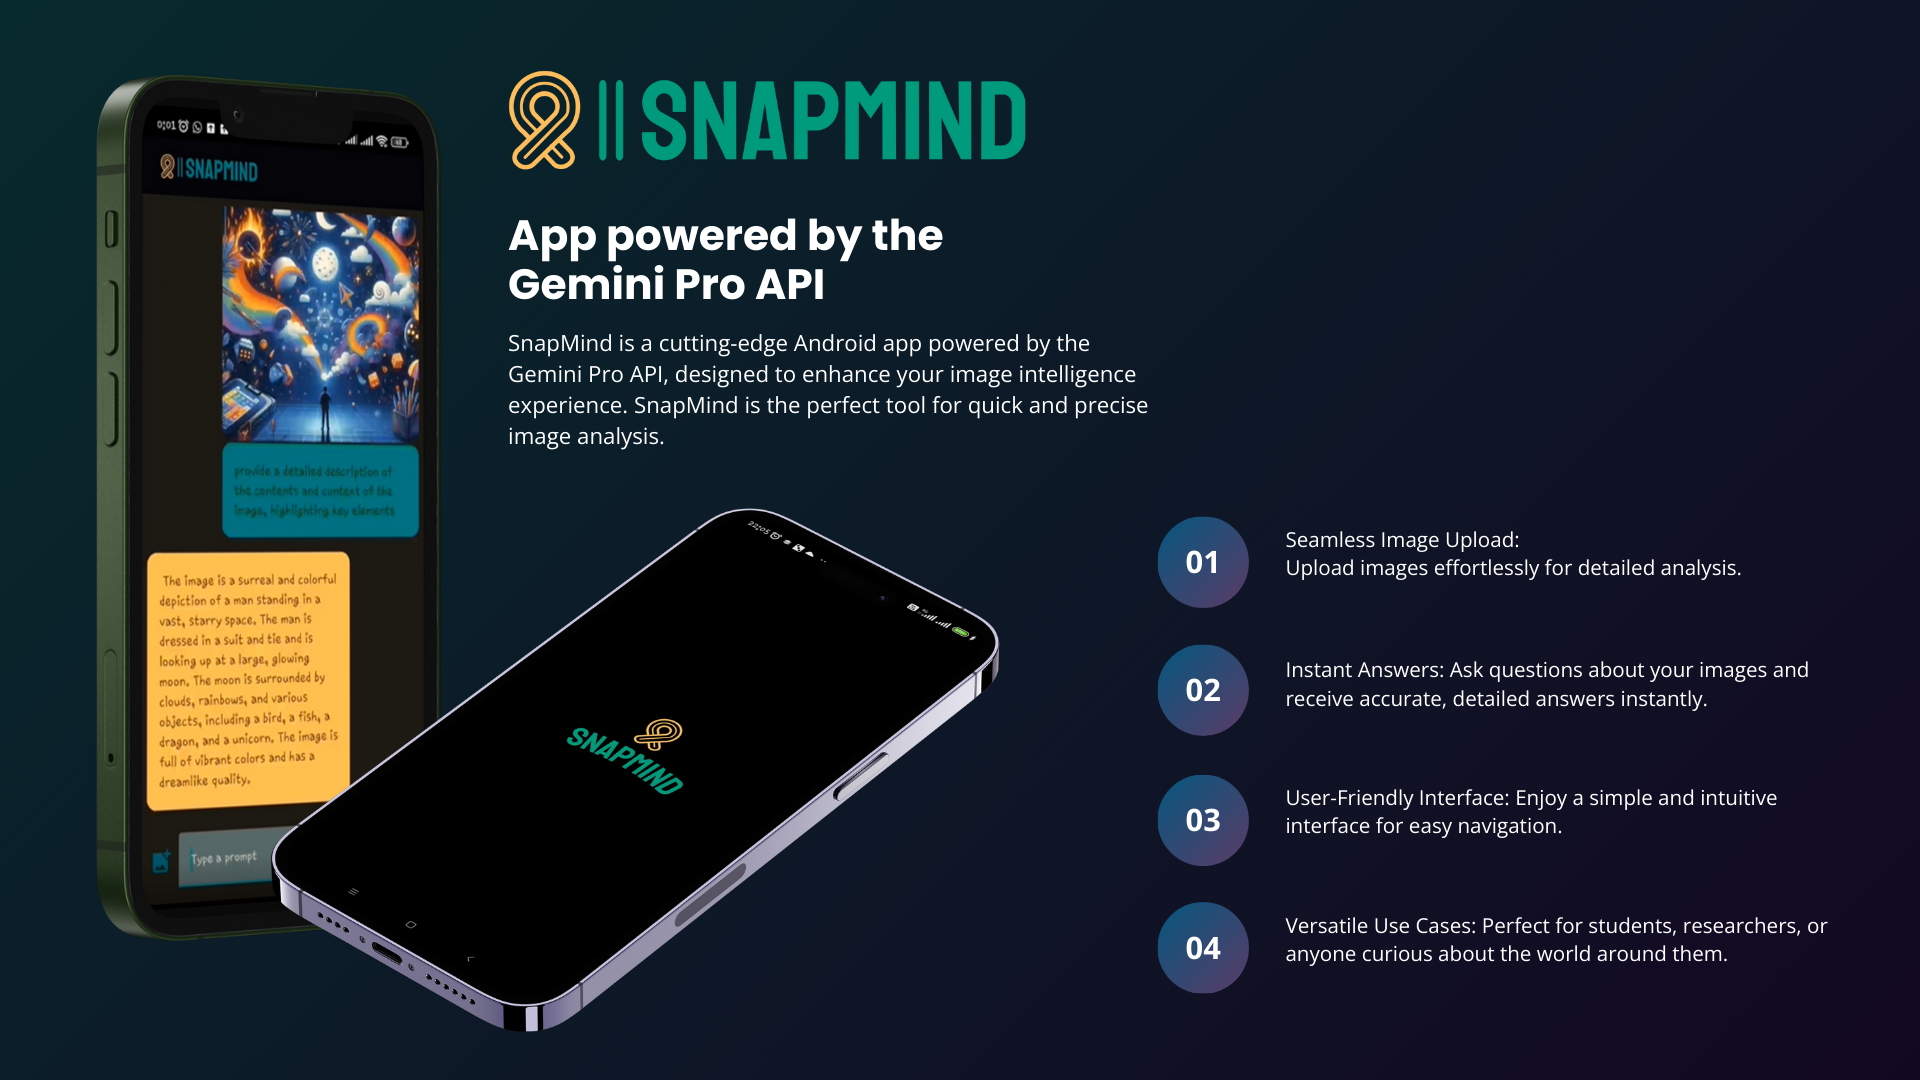 SNAPMIND
App powered by the
Gemini Pro API
SnapMind is a cutting-edge Android app powered by the
Gemini Pro API, designed to enhance your image intelligence
experience. SnapMind is the perfect tool for quick and precise
image analysis.
0:01
SNAPMIND
provide a detailed description of
the contents and context of the
image, highlighting key elements
The image is a surreal and colorful
depiction of a man standing in a
vast, starry space. The man is
dressed in a suit and tie and is
looking up at a large, glowing
moon. The moon is surrounded by
clouds, rainbows, and various
objects, including a bird, a fish, a
dragon, and a unicorn. The image is
full of vibrant colors and has a
dreamlike quality.
Type a prompt
22:05
SNAPMIND
01
Seamless Image Upload:
Upload images effortlessly for detailed analysis.
02
Instant Answers: Ask questions about your images and
receive accurate, detailed answers instantly.
03
User-Friendly Interface: Enjoy a simple and intuitive
interface for easy navigation.
04
Versatile Use Cases: Perfect for students, researchers, or
anyone curious about the world around them.